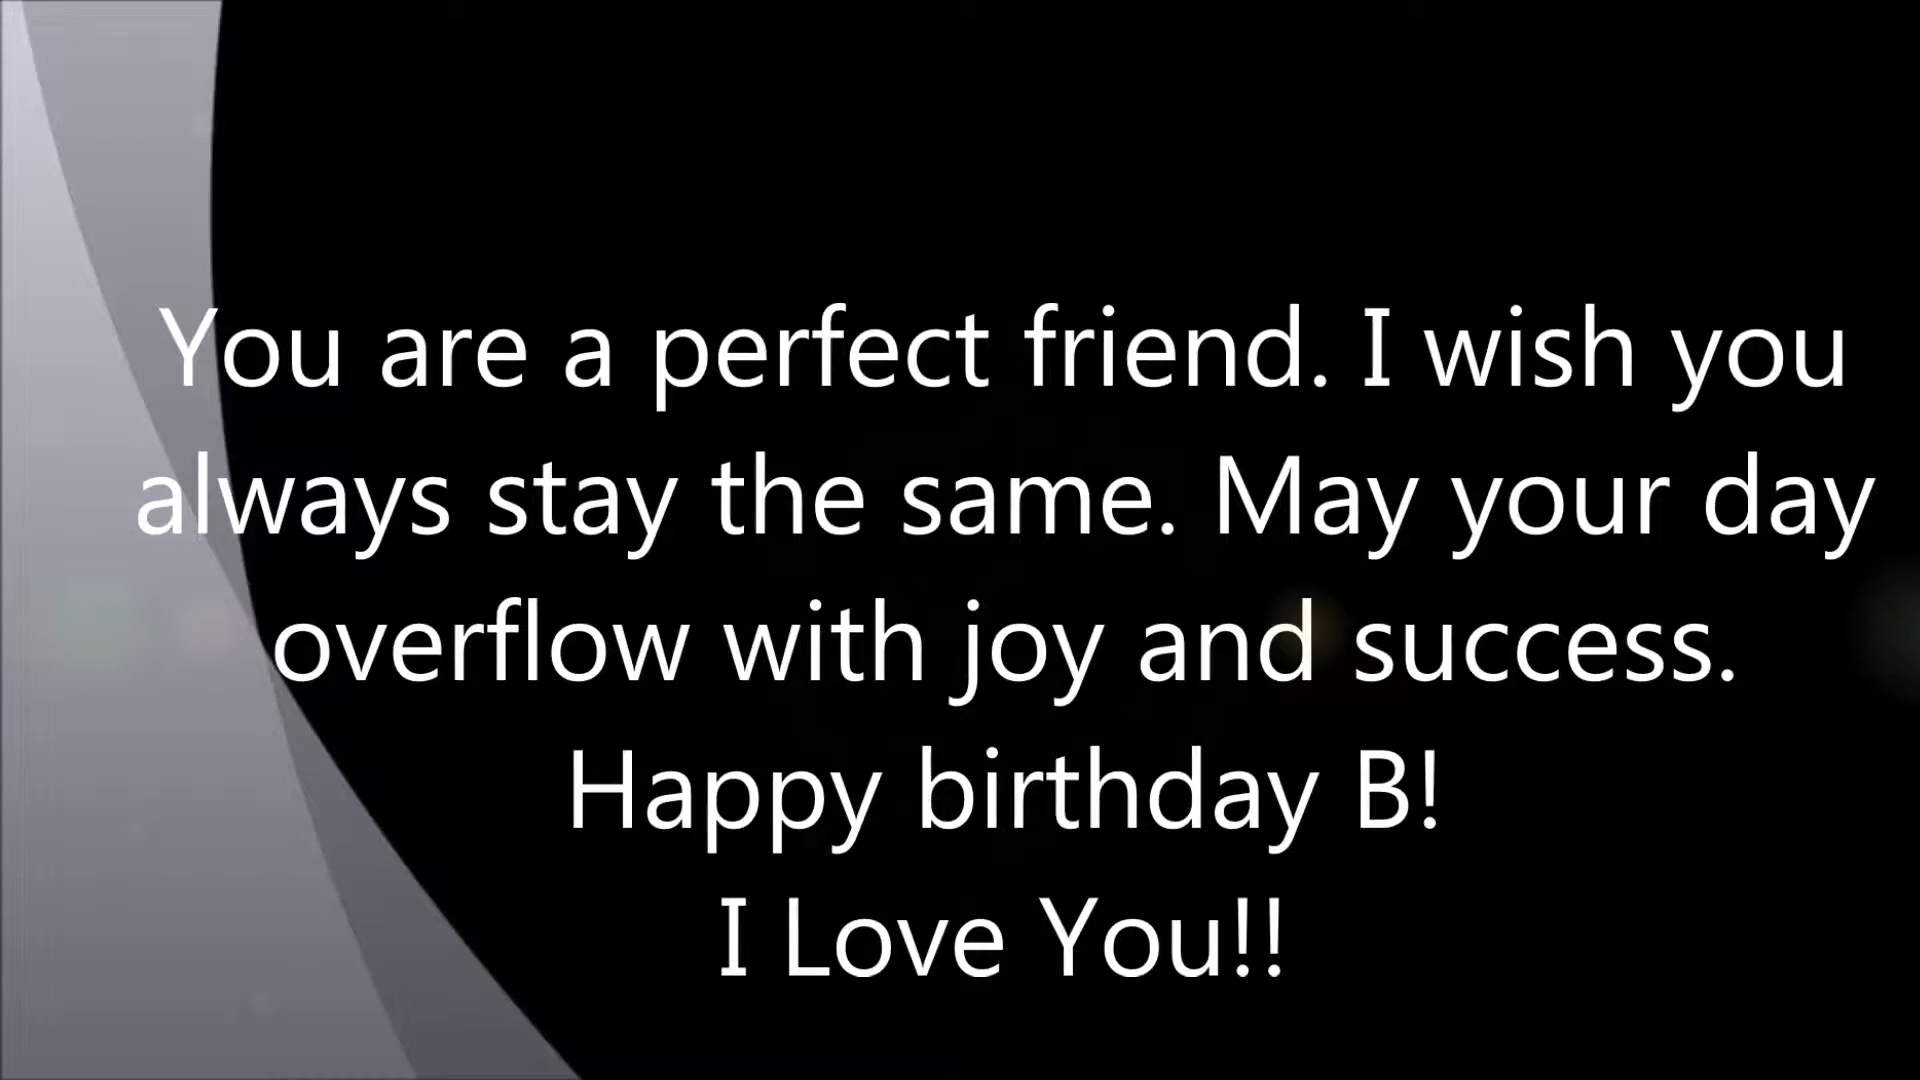 You are a perfect friend. I wish you
always stay the same. May your day
overflow with joy and success.
Happy birthday B!
I Love You!!